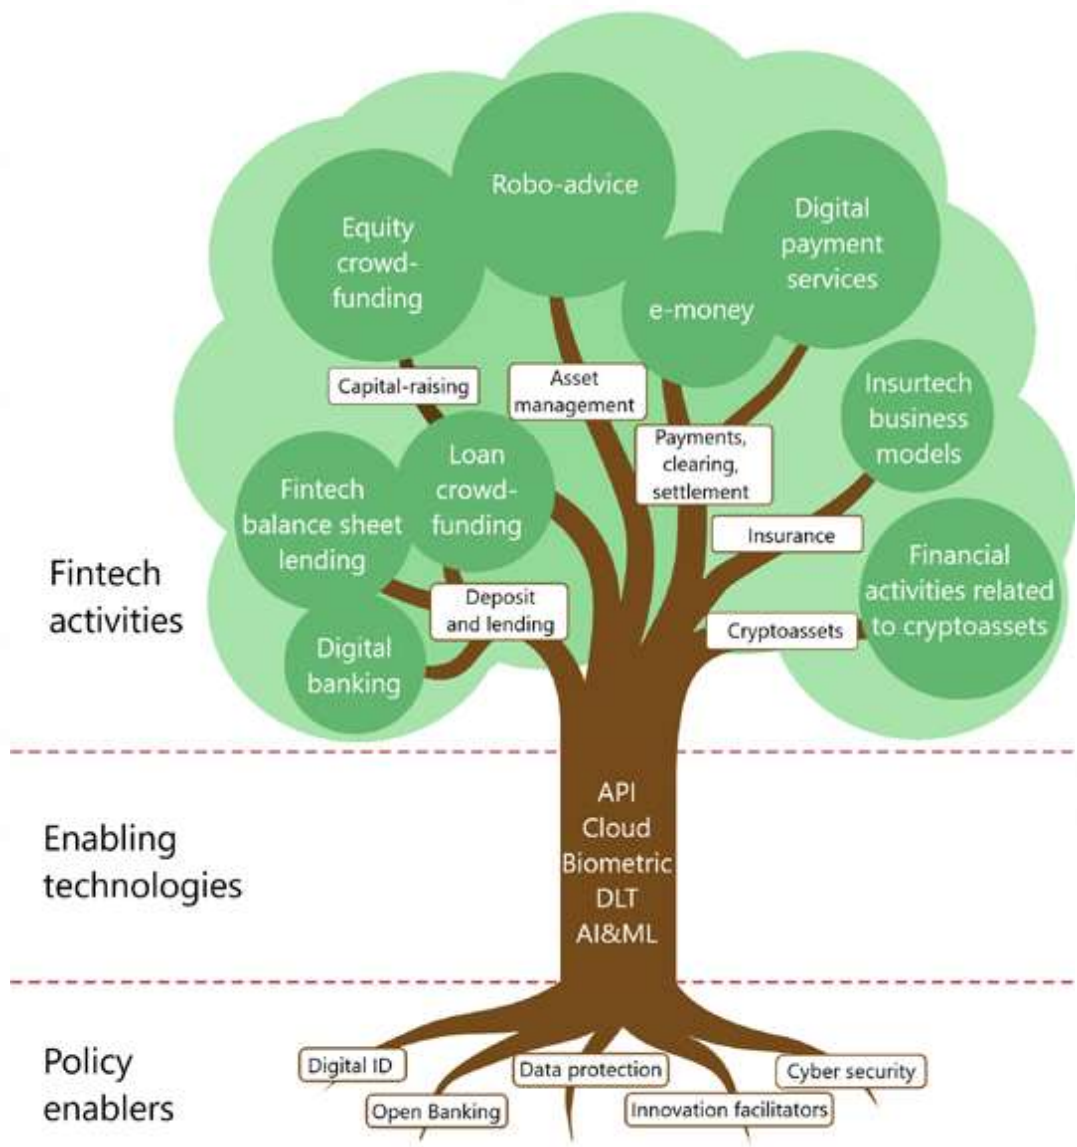 Robo-advice
Equity
crowd-
funding
Digital
payment
services
e-money
Capital-raising
Asset
management
Insurtech
business
models
Payments,
clearing,
settlement
Loan
crowd-
funding
Fintech
balance sheet
lending
Insurance
Financial
activities related
to cryptoassets
Fintech
activities
Deposit
and lending
Cryptoassets
Digital
banking
Enabling
technologies
API
Cloud
Biometric
DLT
AI&ML
Policy
enablers
Digital ID
Data protection
Cyber security
Open Banking
Innovation facilitators